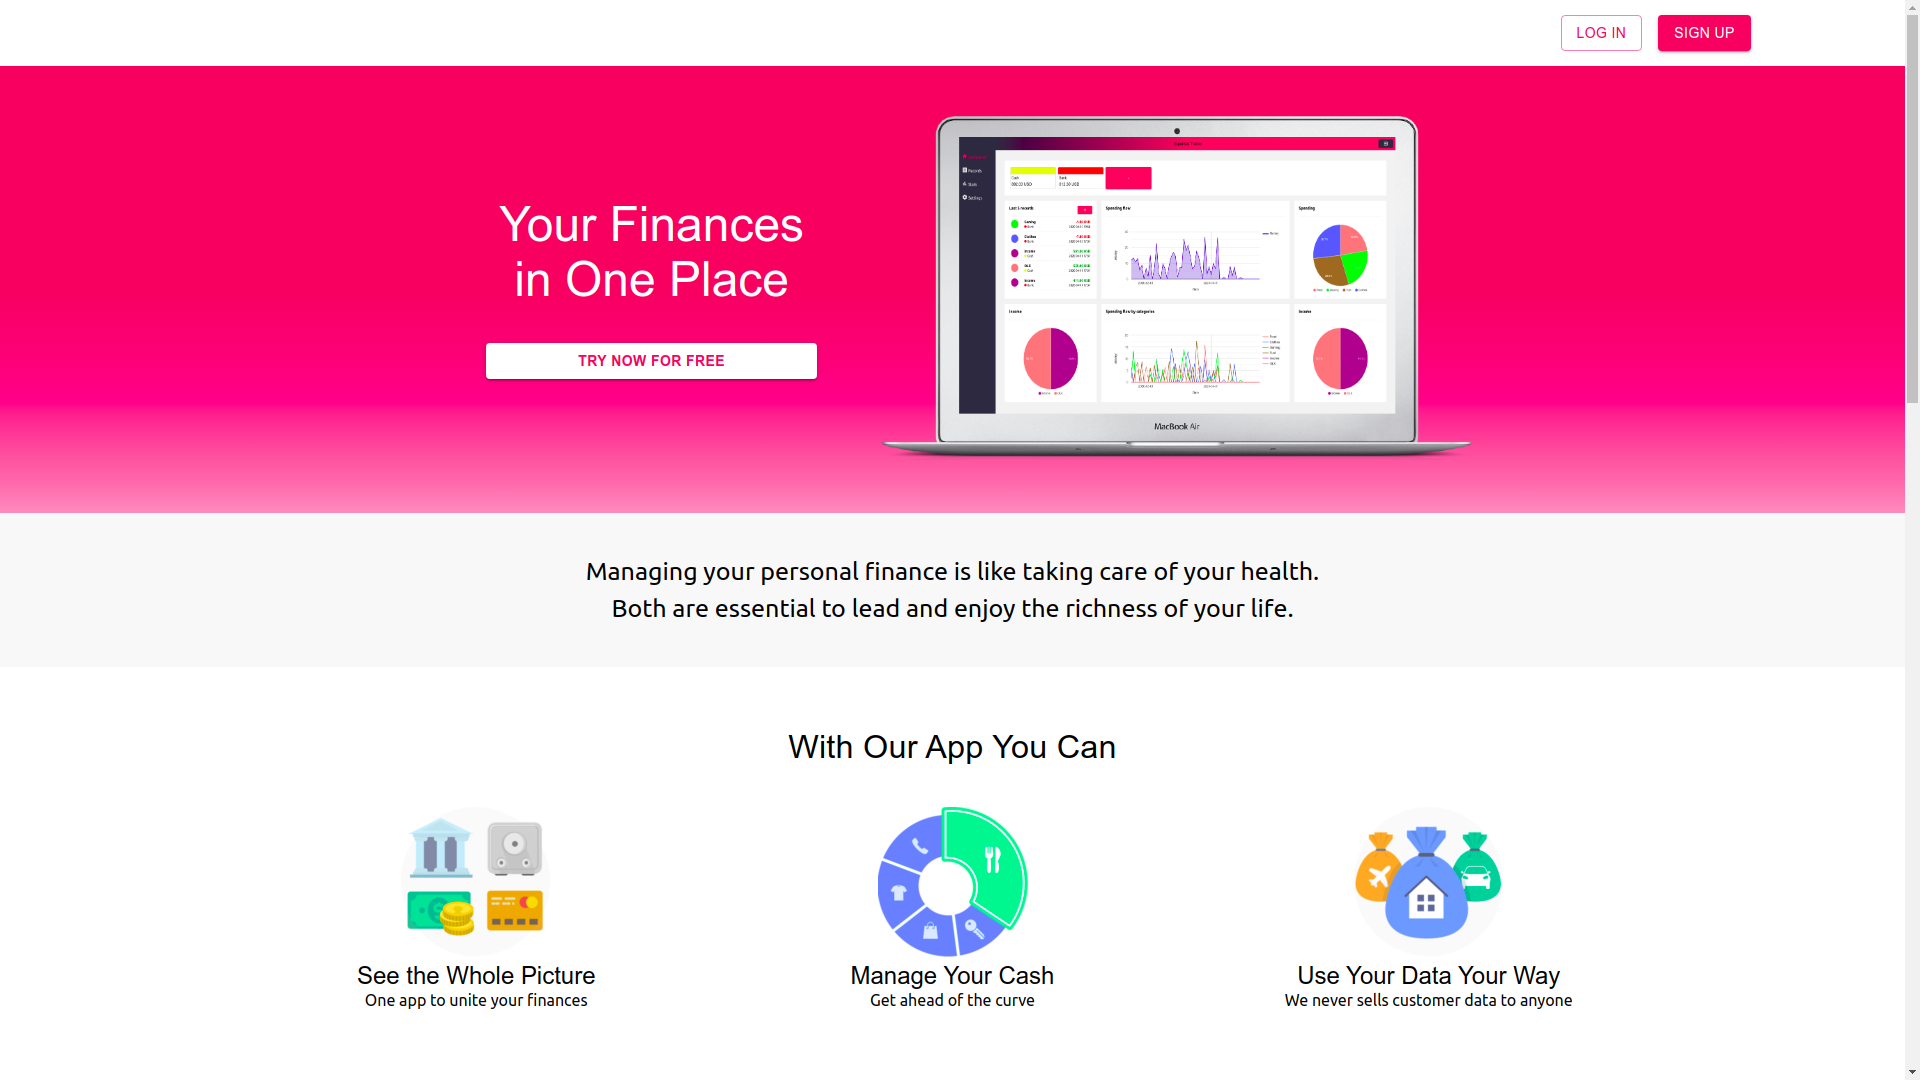 LOG IN
SIGN UP
Your Finances
in One Place
TRY NOW FOR FREE
Records
Stats
Settings
Cash
Bank
Last 5 records
Spending flow
Spending
Income
Spending flow by categories
Income
MacBook Air
Managing your personal finance is like taking care of your health.
Both are essential to lead and enjoy the richness of your life.
With Our App You Can
See the Whole Picture
One app to unite your finances
Manage Your Cash
Get ahead of the curve
Use Your Data Your Way
We never sells customer data to anyone